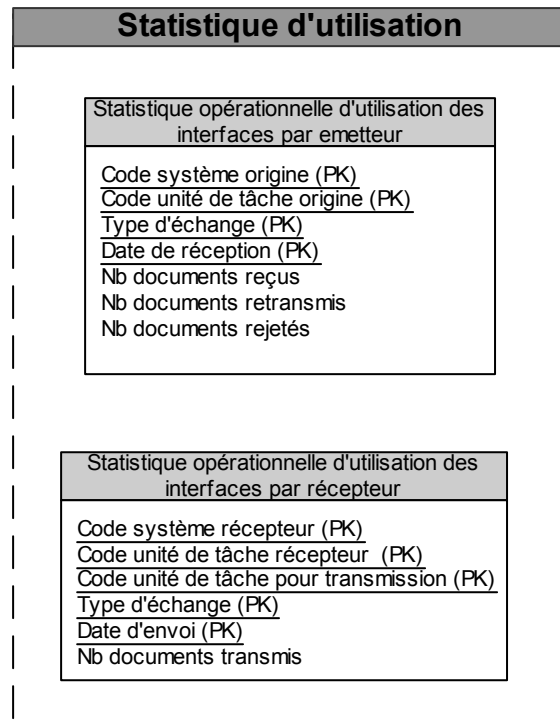 Statistique d'utilisation
Statistique opérationnelle d'utilisation des
interfaces par emetteur
Code système origine (PK)
Code unité de tâche origine (PK)
Type d'échange (PK)
Date de réception (PK)
Nb documents reçus
Nb documents retransmis
Nb documents rejetés
Statistique opérationnelle d'utilisation des
interfaces par récepteur
Code système récepteur (PK)
Code unité de tâche récepteur (PK)
Code unité de tâche pour transmission (PK)
Type d'échange (PK)
Date d'envoi (PK)
Nb documents transmis